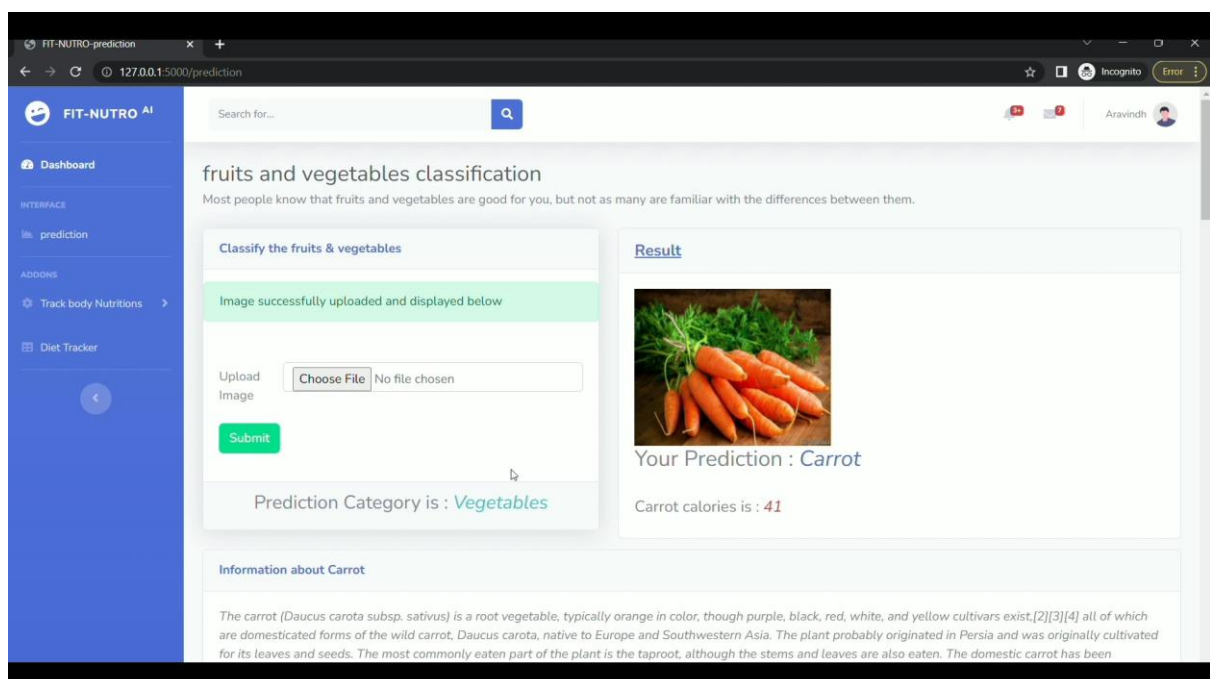 FIT-NUTRO-prediction
127.0.0.1:5000/prediction
Incognito
Error
FIT-NUTRO AI
Search for...
3+
7
Aravindh
Dashboard
INTERFACE
prediction
ADDONS
Track body Nutritions
Diet Tracker
fruits and vegetables classification
Most people know that fruits and vegetables are good for you, but not as many are familiar with the differences between them.
Classify the fruits & vegetables
Image successfully uploaded and displayed below
Upload
Image
Choose File No file chosen
Submit
Prediction Category is : Vegetables
Result
Your Prediction : Carrot
Carrot calories is : 41
Information about Carrot
The carrot (Daucus carota subsp. sativus) is a root vegetable, typically orange in color, though purple, black, red, white, and yellow cultivars exist,[2][3][4] all of which
are domesticated forms of the wild carrot, Daucus carota, native to Europe and Southwestern Asia. The plant probably originated in Persia and was originally cultivated
for its leaves and seeds. The most commonly eaten part of the plant is the taproot, although the stems and leaves are also eaten. The domestic carrot has been